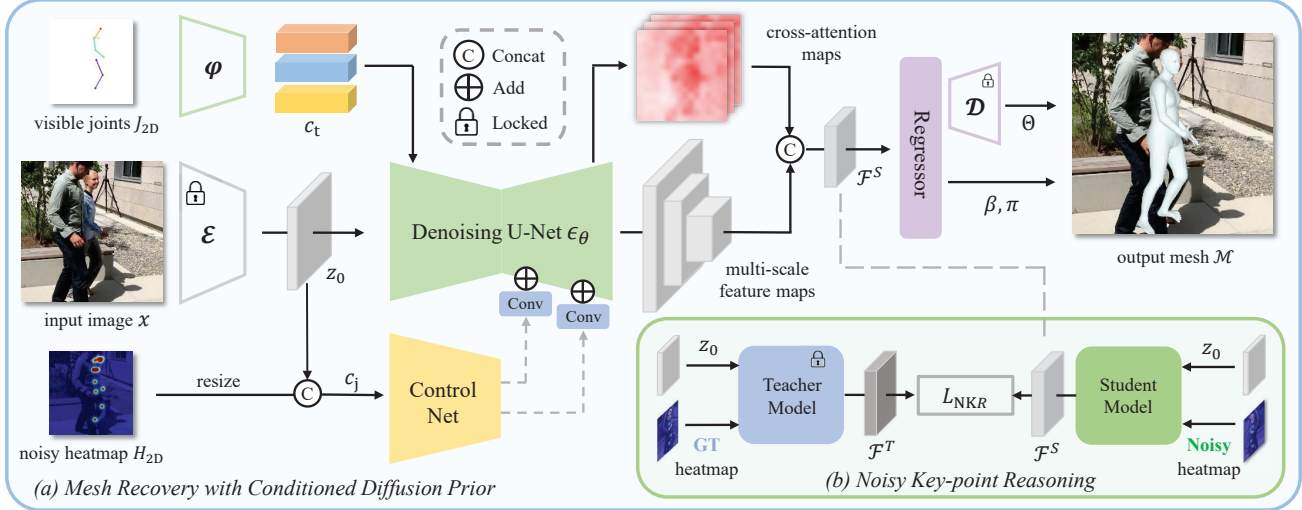 visible joints J_2D
φ
c_t
Concat
Add
Locked
cross-attention
maps
input image x
ℰ
z_0
Denoising U-Net ϵ_θ
Conv
Conv
multi-scale
feature maps
C
C
ℱ^S
Regressor
𝒟
Θ
β, π
output mesh ℳ
noisy heatmap H_2D
resize
C
c_j
Control
Net
(a) Mesh Recovery with Conditioned Diffusion Prior
z_0
GT
heatmap
Teacher
Model
ℱ^T
L_NKR
ℱ^S
Student
Model
z_0
Noisy
heatmap
(b) Noisy Key-point Reasoning